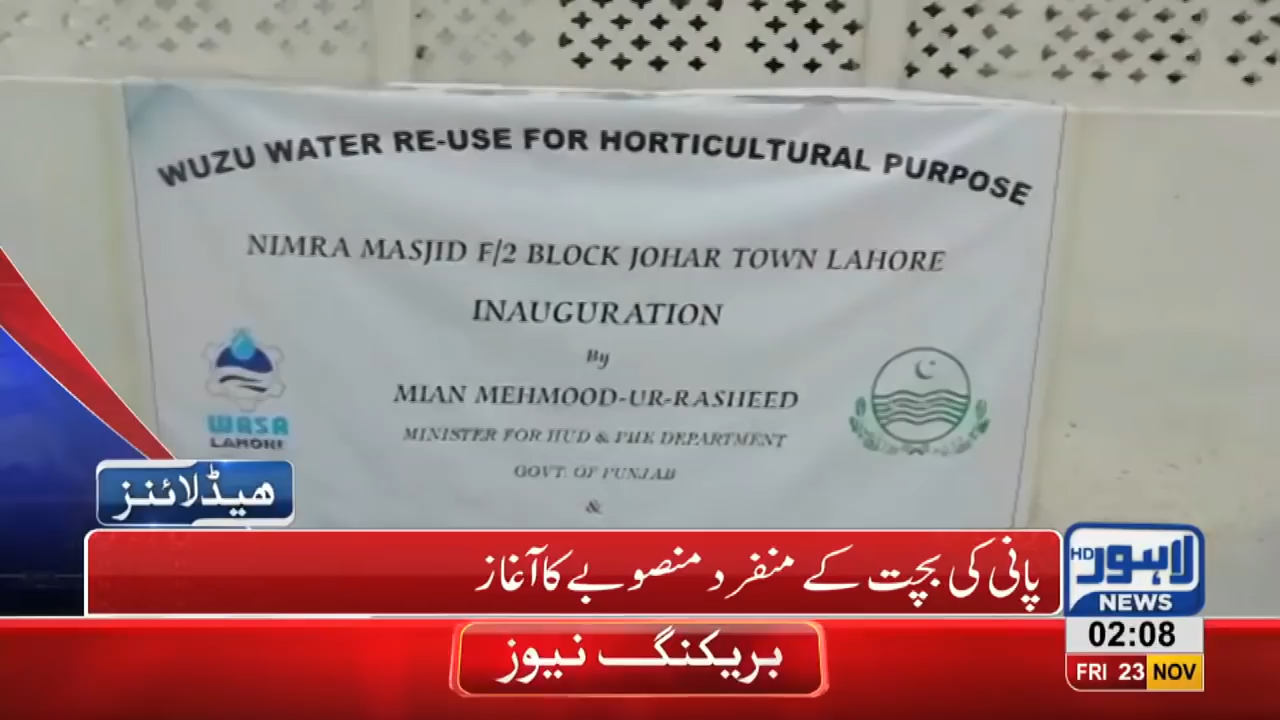 WUZU WATER RE-USE FOR HORTICULTURAL PURPOSE
NIMRA MASJID F/2 BLOCK JOHAR TOWN LAHORE
INAUGURATION
By
MIAN MEHMOOD-UR-RASHEED
MINISTER FOR HUD & PHE DEPARTMENT
GOVT. OF PUNJAB
&
WASA
LAHORE
ھیڈلائنز
پانی کی بچت کے منفرد منصوبے کا آغاز
بریکنگ نیوز
لاہور HD
NEWS
02:08
FRI 23 NOV